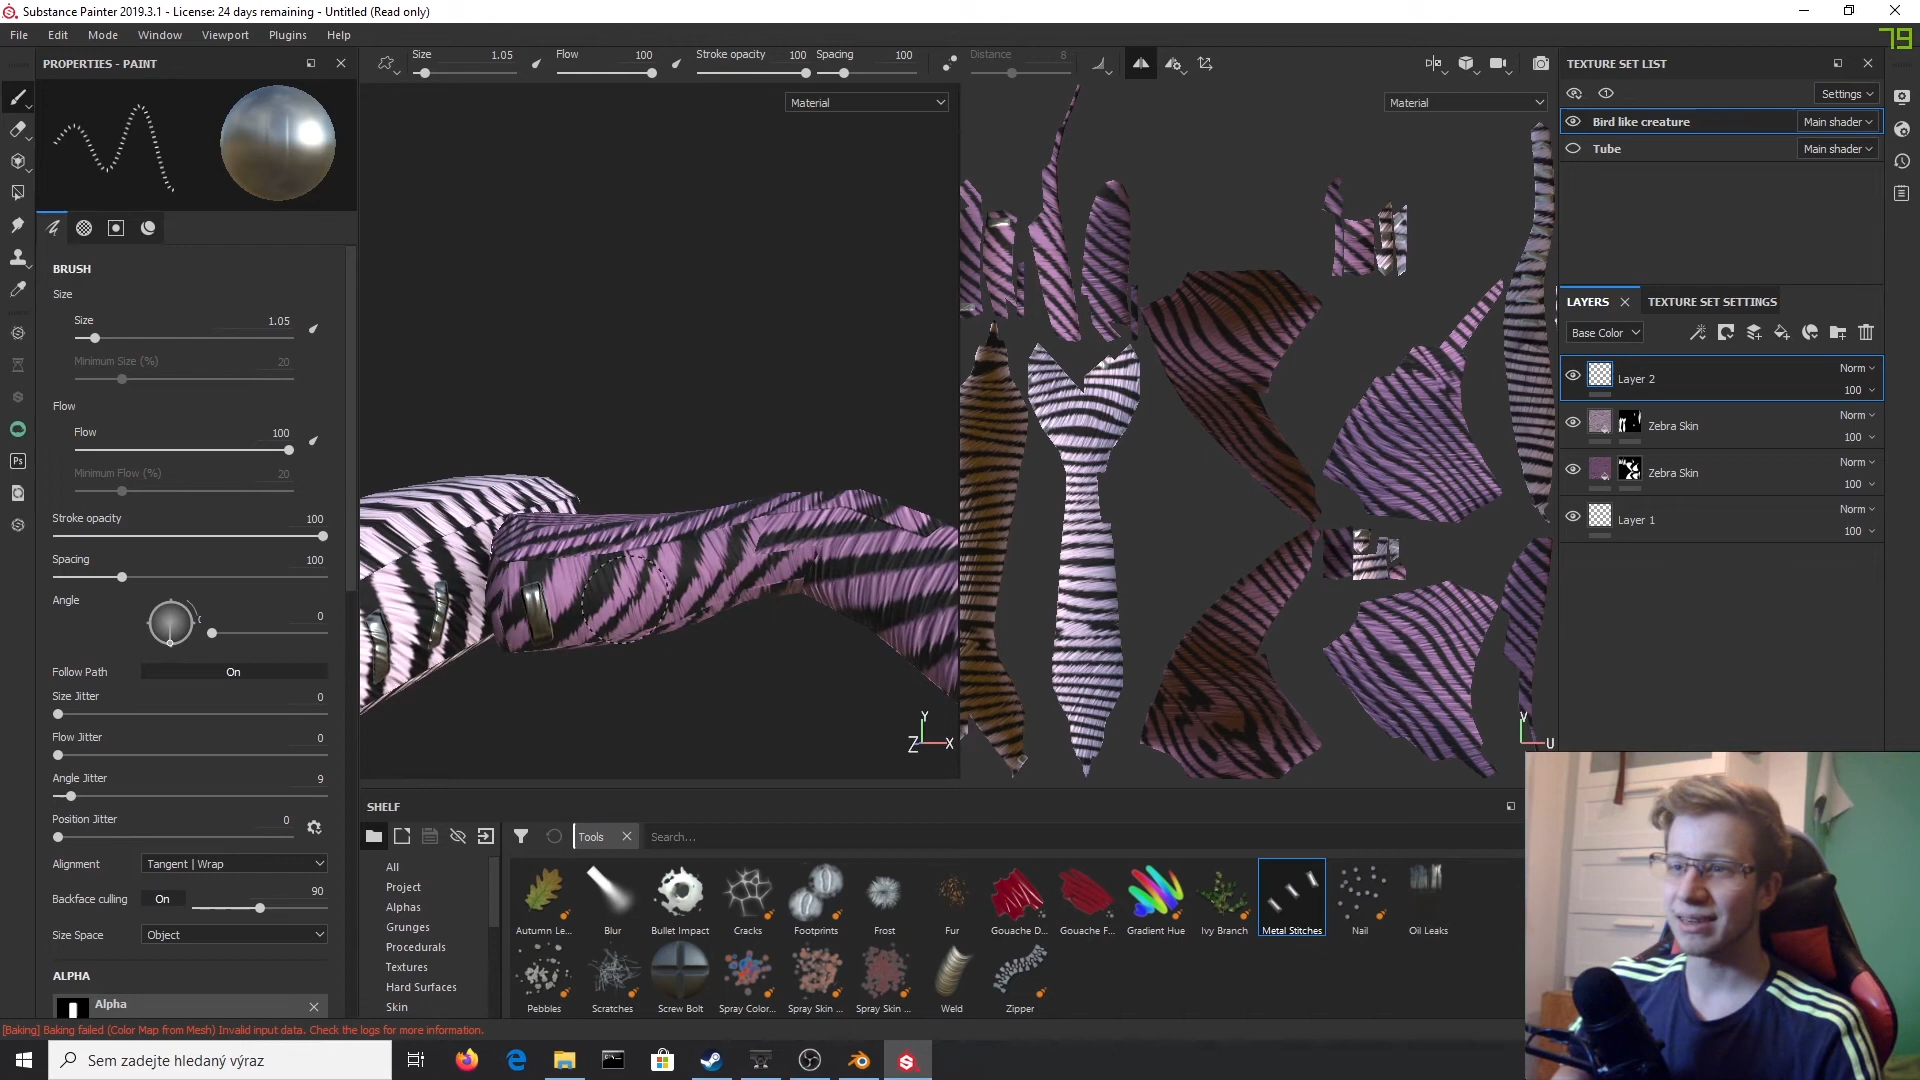 Substance Painter 2019.3.1 - License: 24 days remaining - Untitled (Read only)
File Edit Mode Window Viewport Plugins Help
79
PROPERTIES - PAINT
Size 1.05 Flow 100 Stroke opacity 100 Spacing 100 Distance 8
Material
Material
TEXTURE SET LIST
Settings
Bird like creature Main shader
Tube Main shader
BRUSH
Size
Size 1.05
Minimum Size (%) 20
Flow
Flow 100
Minimum Flow (%) 20
Stroke opacity 100
Spacing 100
Angle 0
Follow Path On
Size Jitter 0
Flow Jitter 0
Angle Jitter 9
Position Jitter 0
Alignment Tangent | Wrap
Backface culling On 90
Size Space Object
ALPHA
Alpha
Y
Z X
V
U
LAYERS TEXTURE SET SETTINGS
Base Color
Layer 2 Norm 100
Zebra Skin Norm 100
Zebra Skin Norm 100
Layer 1 Norm 100
SHELF
Tools Search...
All
Project
Alphas
Grunges
Procedurals
Textures
Hard Surfaces
Skin
Autumn Le... Blur Bullet Impact Cracks Footprints Frost Fur Gouache D... Gouache F... Gradient Hue Ivy Branch Metal Stitches Nail Oil Leaks
Pebbles Scratches Screw Bolt Spray Color... Spray Skin ... Spray Skin ... Weld Zipper
[Baking] Baking failed (Color Map from Mesh) Invalid input data. Check the logs for more information.
Sem zadejte hledaný výraz
Ps